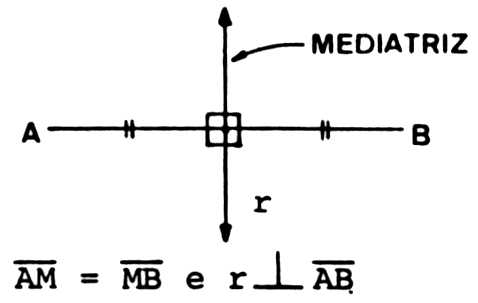 MEDIATRIZ
A B
r
AM = MB e r ⊥ AB